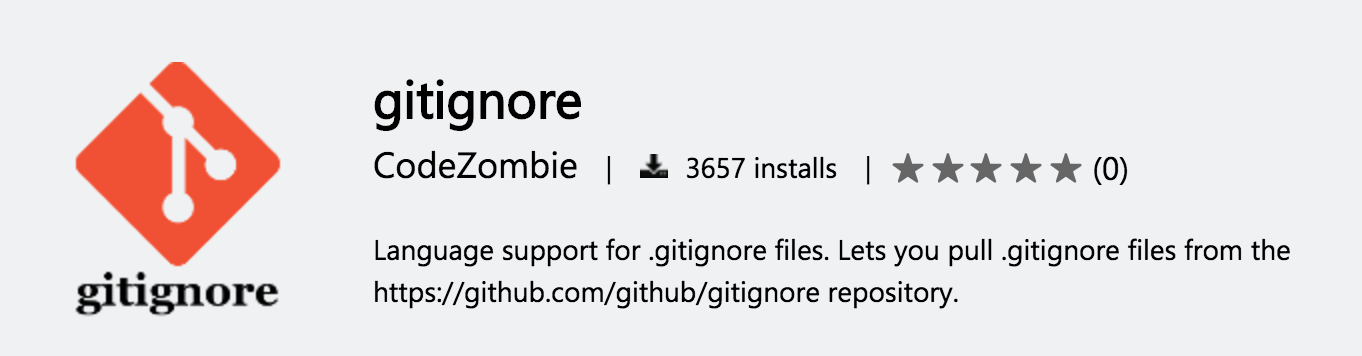 gitignore
gitignore
CodeZombie | 3657 installs | ★★★★★ (0)
Language support for .gitignore files. Lets you pull .gitignore files from the
https://github.com/github/gitignore repository.